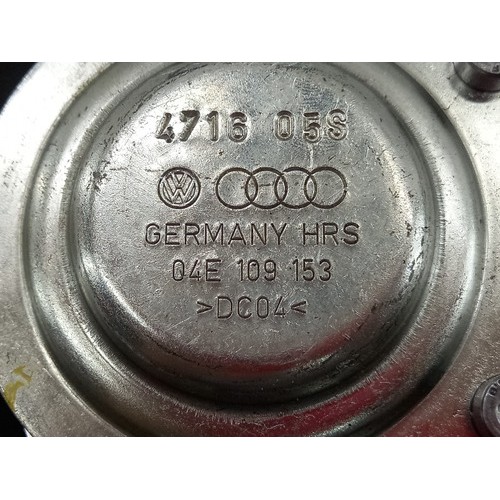 4716 05S
GERMANY HRS
04E 109 153
>DC04<